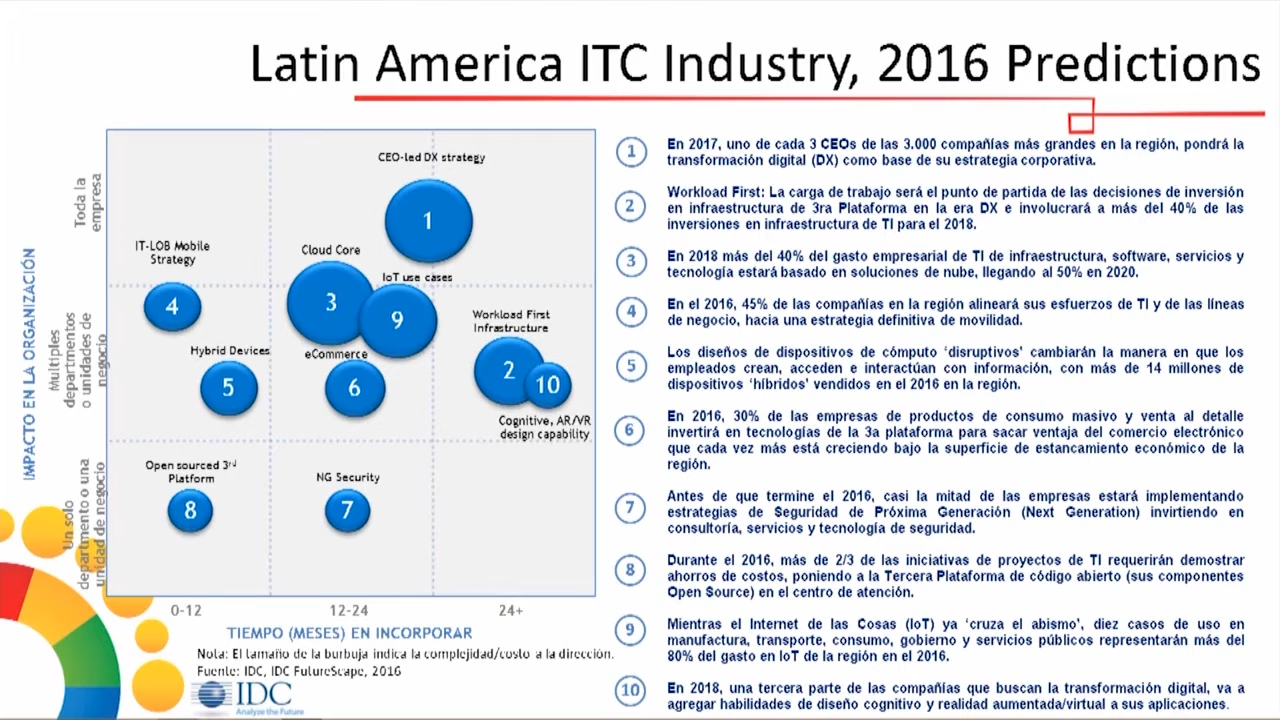 Latin America ITC Industry, 2016 Predictions
IMPACTO EN LA ORGANIZACIÓN
Toda la
empresa
Multiples
departamentos
o unidades de
negocio
Un solo
departamento o una
unidad de negocio
CEO-led DX strategy
1
IT-LOB Mobile
Strategy
4
Cloud Core
3
IoT use cases
9
Workload First
Infrastructure
2
10
Cognitive, AR/VR
design capability
Hybrid Devices
5
eCommerce
6
Open sourced 3rd
Platform
8
NG Security
7
0-12
12-24
24+
TIEMPO (MESES) EN INCORPORAR
Nota: El tamaño de la burbuja indica la complejidad/costo a la dirección.
Fuente: IDC, IDC FutureScape, 2016
IDC
Analyze the Future
1
En 2017, uno de cada 3 CEOs de las 3.000 compañías más grandes en la región, pondrá la
transformación digital (DX) como base de su estrategia corporativa.
2
Workload First: La carga de trabajo será el punto de partida de las decisiones de inversión
en infraestructura de 3ra Plataforma en la era DX e involucrará a más del 40% de las
inversiones en infraestructura de TI para el 2018.
3
En 2018 más del 40% del gasto empresarial de TI de infraestructura, software, servicios y
tecnología estará basado en soluciones de nube, llegando al 50% en 2020.
4
En el 2016, 45% de las compañías en la región alineará sus esfuerzos de TI y de las líneas
de negocio, hacia una estrategia definitiva de movilidad.
5
Los diseños de dispositivos de cómputo ‘disruptivos’ cambiarán la manera en que los
empleados crean, acceden e interactúan con información, con más de 14 millones de
dispositivos ‘híbridos’ vendidos en el 2016 en la región.
6
En 2016, 30% de las empresas de productos de consumo masivo y venta al detalle
invertirá en tecnologías de la 3a plataforma para sacar ventaja del comercio electrónico
que cada vez más está creciendo bajo la superficie de estancamiento económico de la
región.
7
Antes de que termine el 2016, casi la mitad de las empresas estará implementando
estrategias de Seguridad de Próxima Generación (Next Generation) invirtiendo en
consultoría, servicios y tecnología de seguridad.
8
Durante el 2016, más de 2/3 de las iniciativas de proyectos de TI requerirán demostrar
ahorros de costos, poniendo a la Tercera Plataforma de código abierto (sus componentes
Open Source) en el centro de atención.
9
Mientras el Internet de las Cosas (IoT) ya ‘cruza el abismo’, diez casos de uso en
manufactura, transporte, consumo, gobierno y servicios públicos representarán más del
80% del gasto en IoT de la región en el 2016.
10
En 2018, una tercera parte de las compañías que buscan la transformación digital, va a
agregar habilidades de diseño cognitivo y realidad aumentada/virtual a sus aplicaciones.